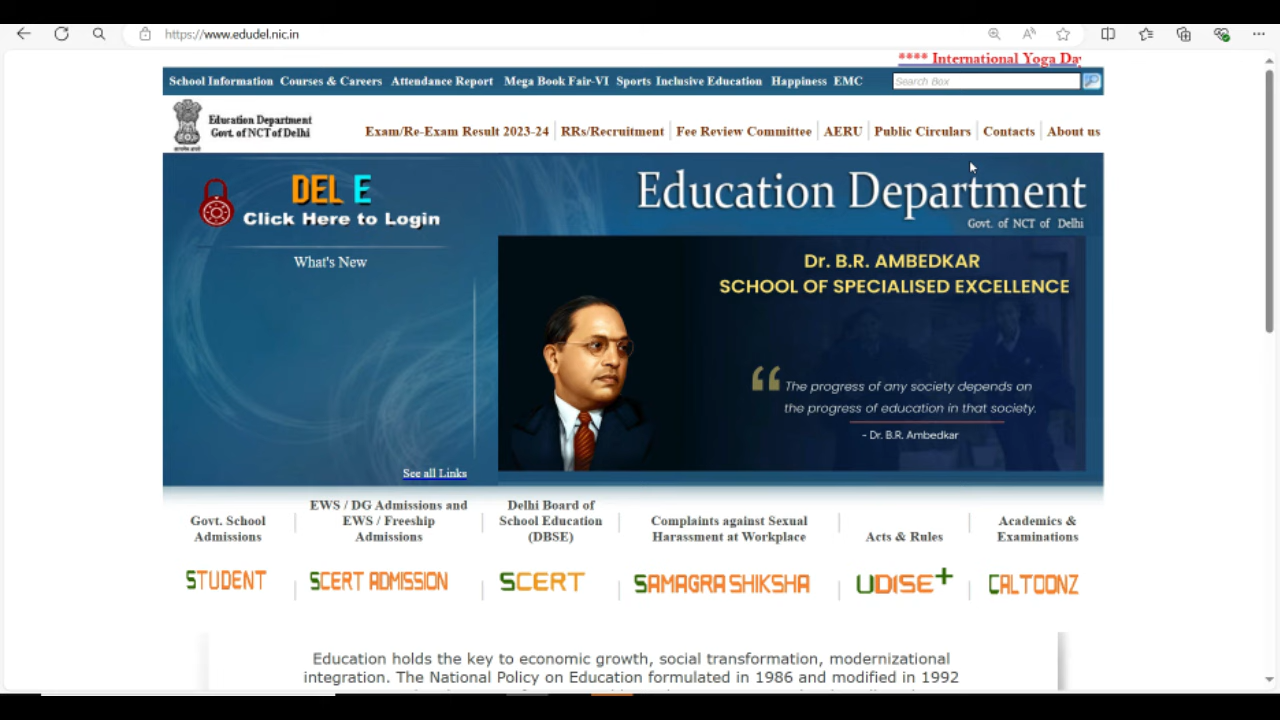 https://www.edudel.nic.in
**** International Yoga Da
School Information Courses & Careers Attendance Report Mega Book Fair-VI Sports Inclusive Education Happiness EMC
Search Box
Education Department
Govt. of NCT of Delhi
Exam/Re-Exam Result 2023-24 RRs/Recruitment Fee Review Committee AERU Public Circulars Contacts About us
DEL E
Click Here to Login
Education Department
Govt. of NCT of Delhi
What's New
See all Links
Dr. B.R. AMBEDKAR
SCHOOL OF SPECIALISED EXCELLENCE
“ The progress of any society depends on
the progress of education in that society.
- Dr. B.R. Ambedkar
Govt. School
Admissions
EWS / DG Admissions and
EWS / Freeship
Admissions
Delhi Board of
School Education
(DBSE)
Complaints against Sexual
Harassment at Workplace
Acts & Rules
Academics &
Examinations
STUDENT
SCERT ADMISSION
SCERT
SAMAGRA SHIKSHA
UDISE+
CALTOONZ
Education holds the key to economic growth, social transformation, modernizational
integration. The National Policy on Education formulated in 1986 and modified in 1992